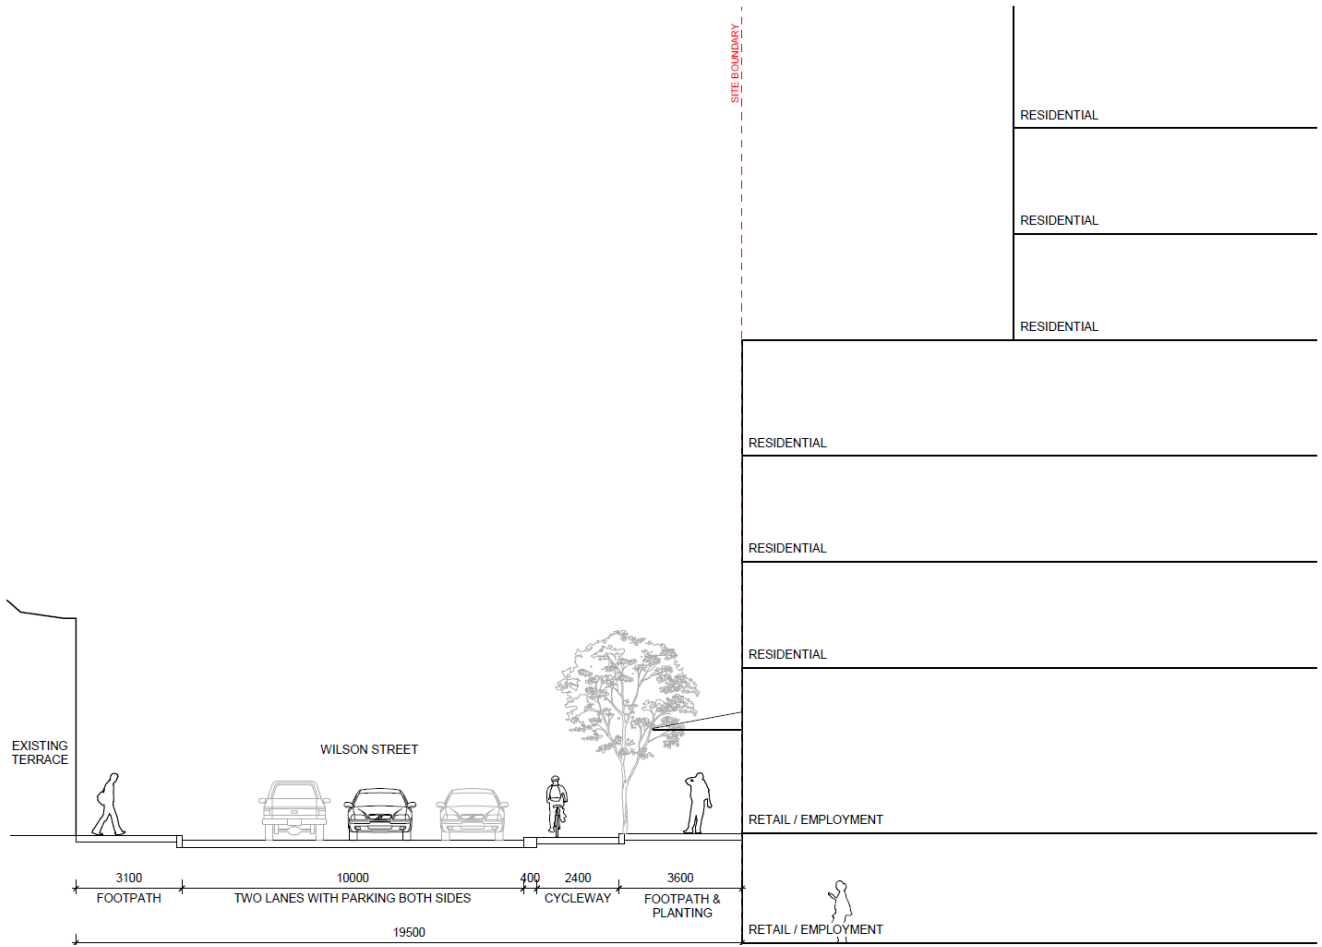 SITE BOUNDARY
RESIDENTIAL
RESIDENTIAL
RESIDENTIAL
RESIDENTIAL
RESIDENTIAL
RESIDENTIAL
EXISTING
TERRACE
WILSON STREET
RETAIL / EMPLOYMENT
3100
10000
400
2400
3600
FOOTPATH
TWO LANES WITH PARKING BOTH SIDES
CYCLEWAY
FOOTPATH &
PLANTING
RETAIL / EMPLOYMENT
19500